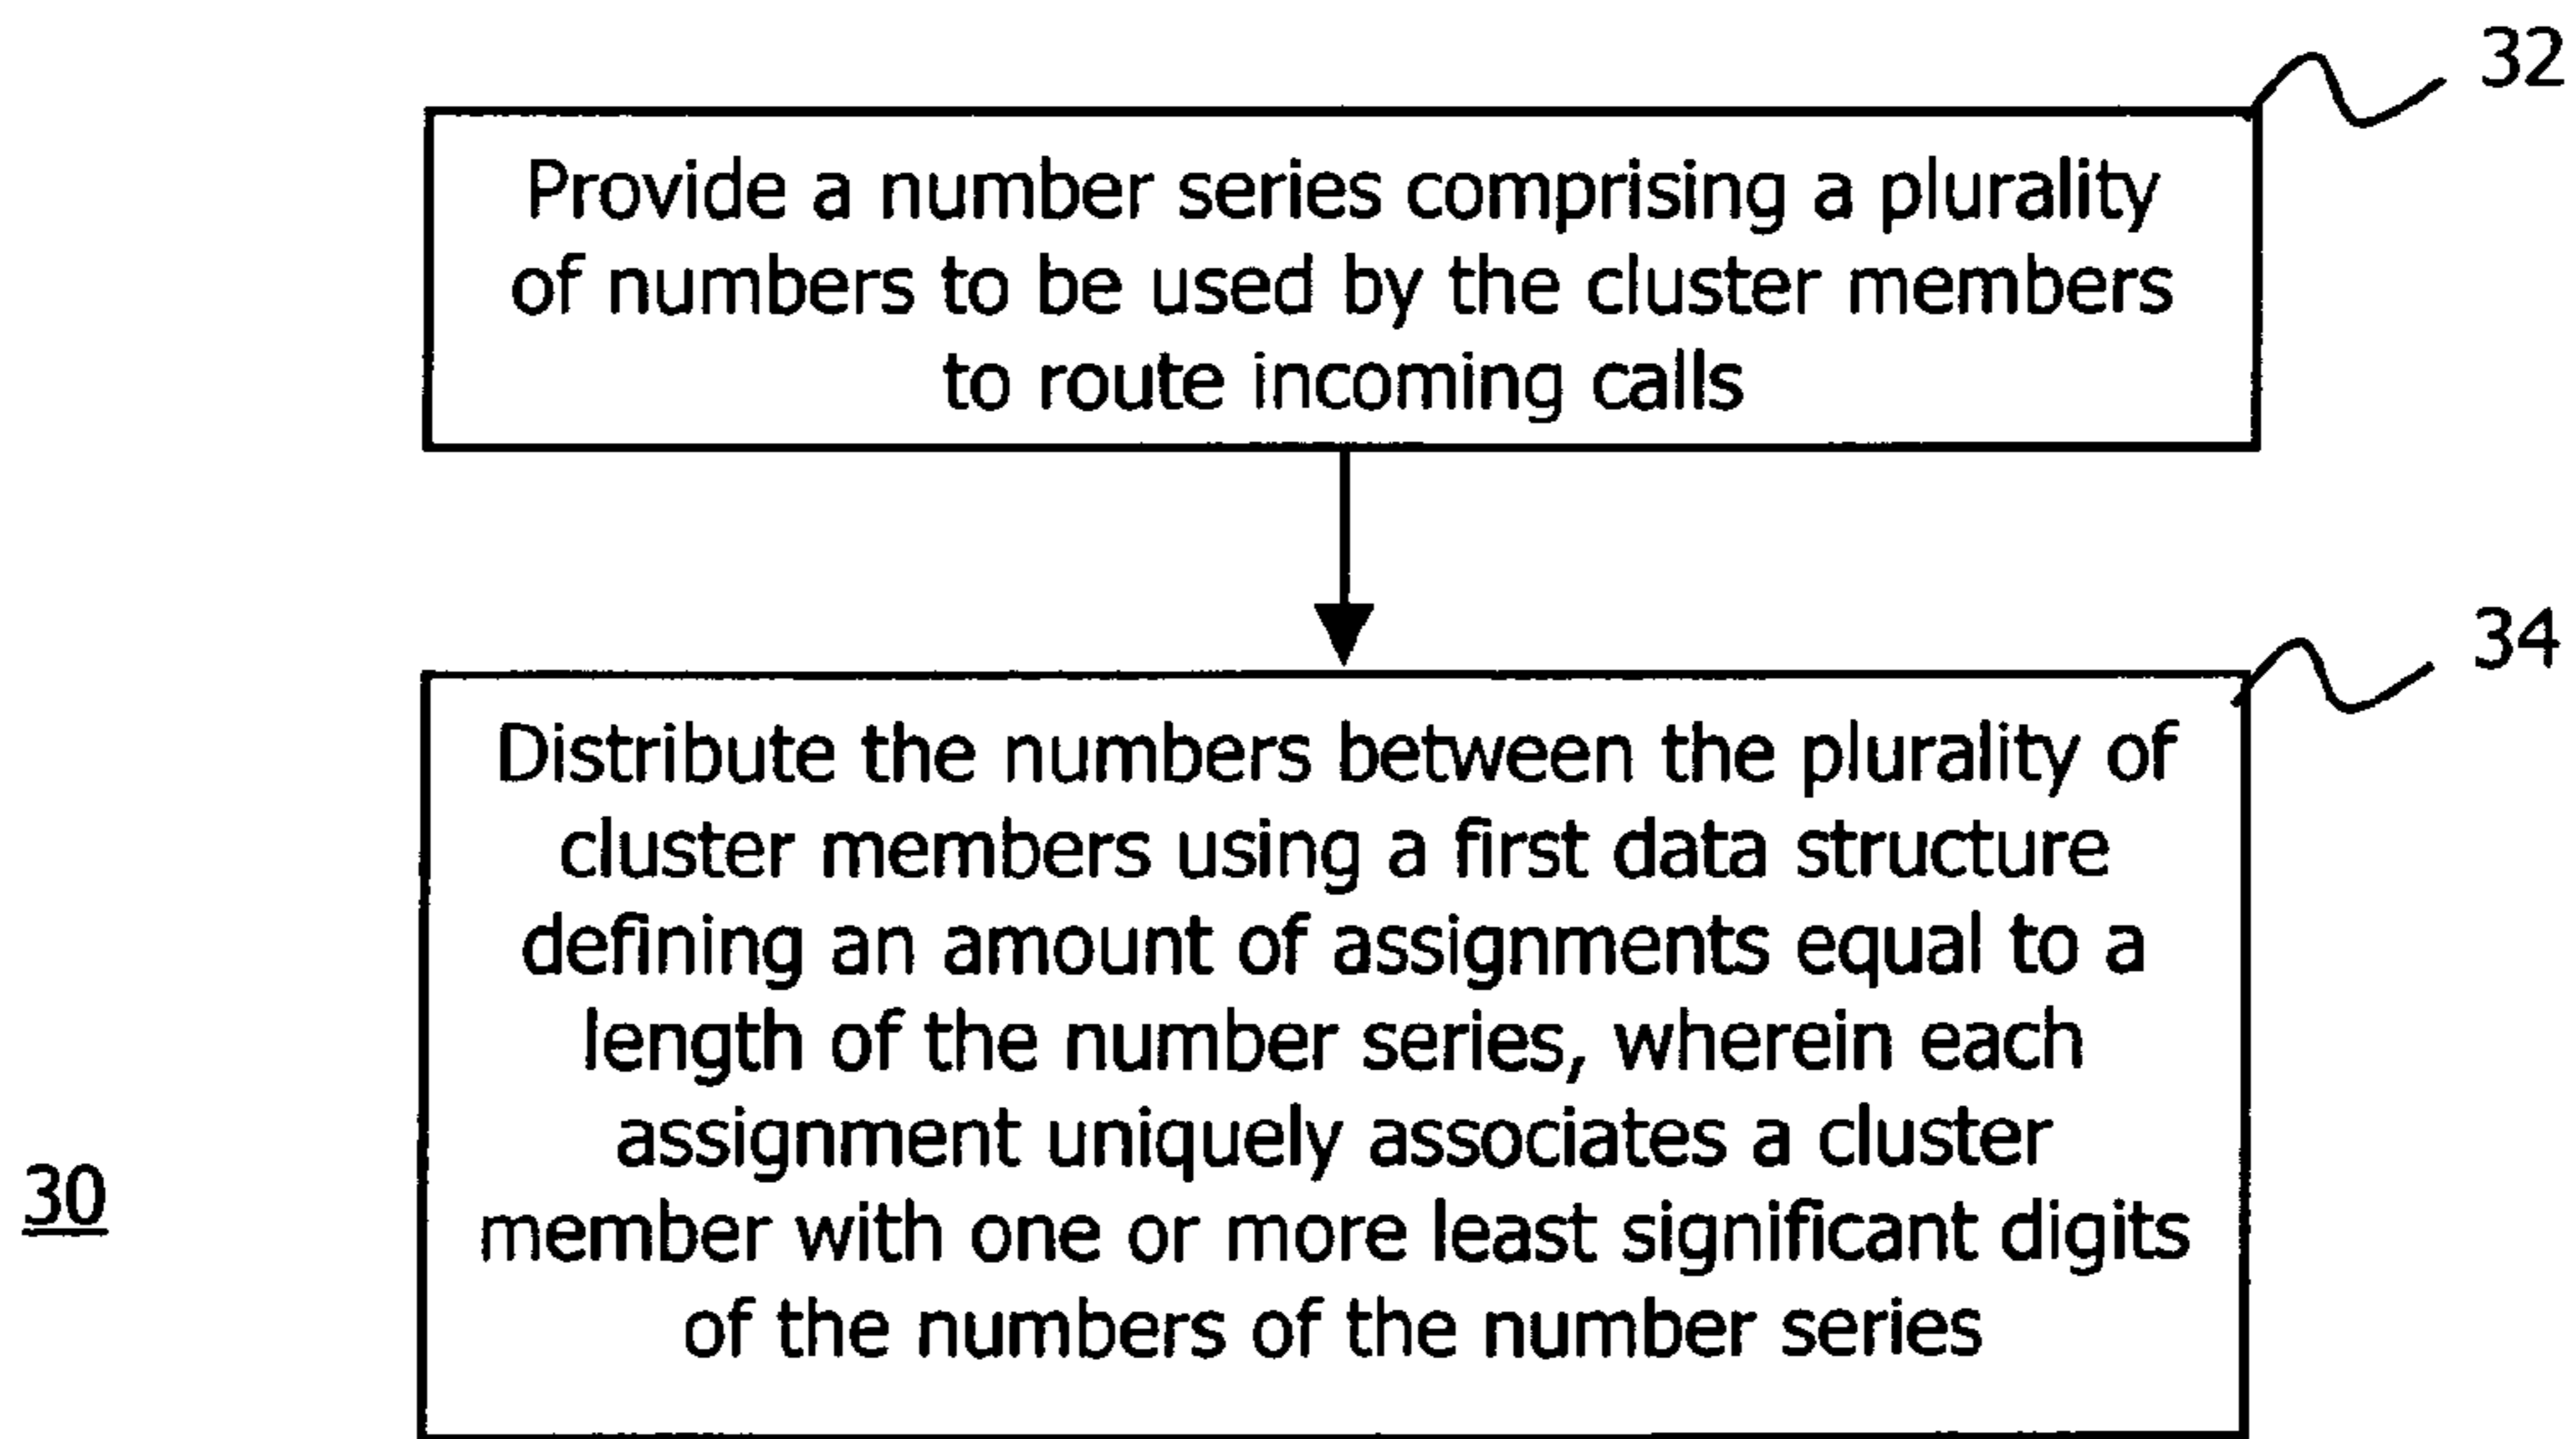 32
Provide a number series comprising a plurality
of numbers to be used by the cluster members
to route incoming calls
34
Distribute the numbers between the plurality of
cluster members using a first data structure
defining an amount of assignments equal to a
length of the number series, wherein each
assignment uniquely associates a cluster
member with one or more least significant digits
of the numbers of the number series
30